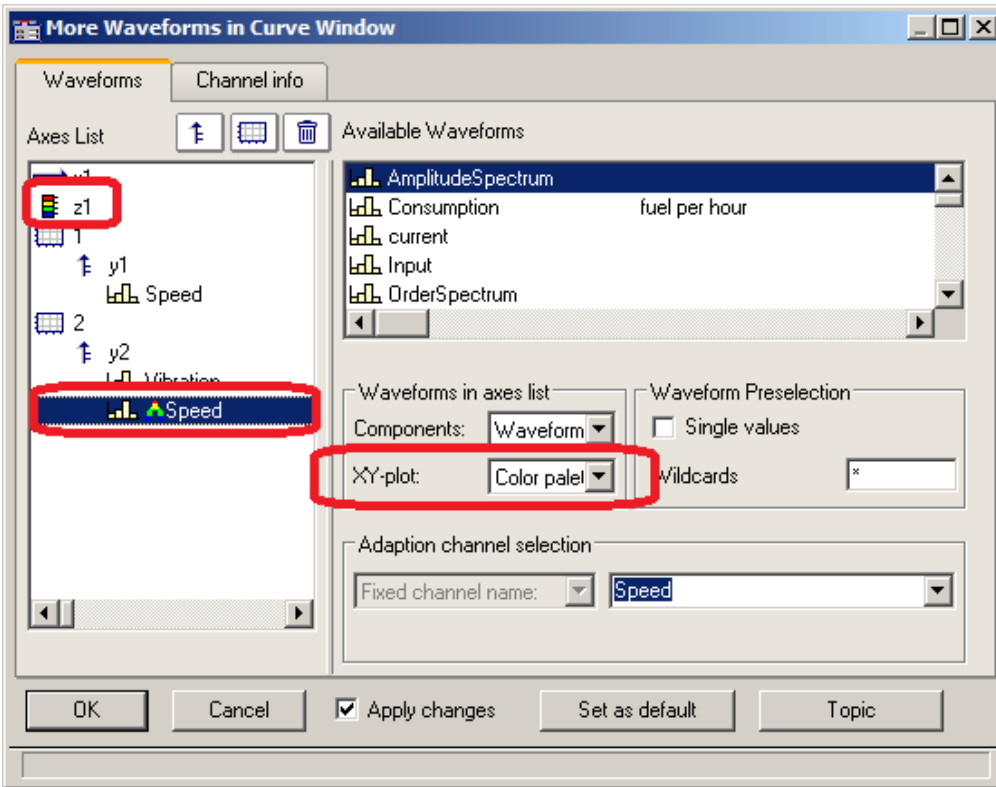 More Waveforms in Curve Window
Waveforms
Channel info
Axes List
Available Waveforms
x1
z1
1
y1
Speed
2
y2
Vibration
Speed
AmplitudeSpectrum
Consumption fuel per hour
current
Input
OrderSpectrum
Waveforms in axes list
Components: Waveform
XY-plot: Color palet
Waveform Preselection
Single values
Wildcards *
Adaption channel selection
Fixed channel name: Speed
OK
Cancel
Apply changes
Set as default
Topic